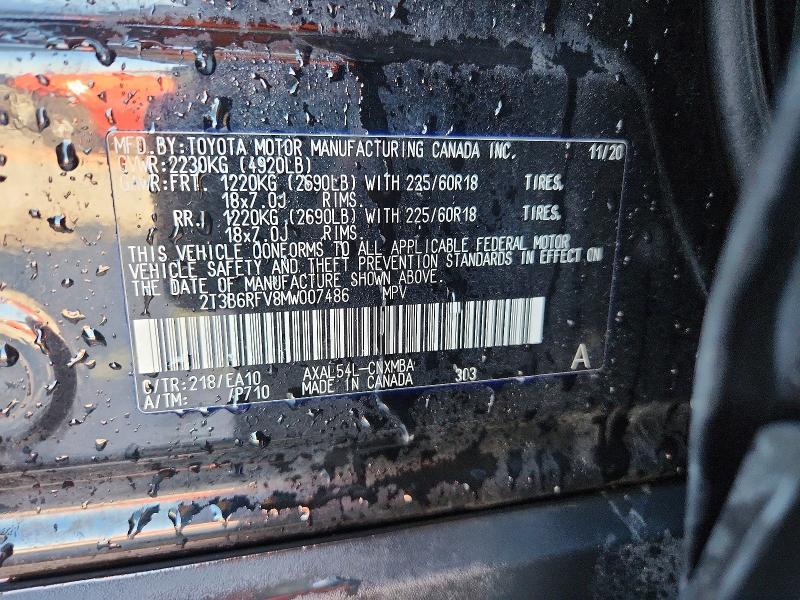 MFD.BY:TOYOTA MOTOR MANUFACTURING CANADA INC. 11/20
GVWR:2230KG (4920LB)
GAWR:FRT 1220KG (2690LB) WITH 225/60R18 TIRES.
18x7.0J RIMS.
RR 1220KG (2690LB) WITH 225/60R18 TIRES.
18x7.0J RIMS.
THIS VEHICLE CONFORMS TO ALL APPLICABLE FEDERAL MOTOR
VEHICLE SAFETY AND THEFT PREVENTION STANDARDS IN EFFECT ON
THE DATE OF MANUFACTURE SHOWN ABOVE.
2T3B6RFV8MW007486 MPV
C/TR:218/EA10 AXAL54L-CNXMBA
A/TM: /P710 MADE IN CANADA 303 A